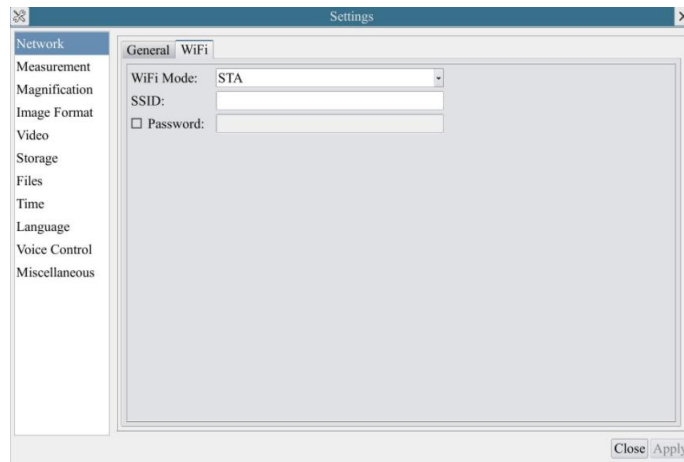 Settings
Network
Measurement
Magnification
Image Format
Video
Storage
Files
Time
Language
Voice Control
Miscellaneous
General WiFi
WiFi Mode: STA
SSID:
Password:
Close Apply